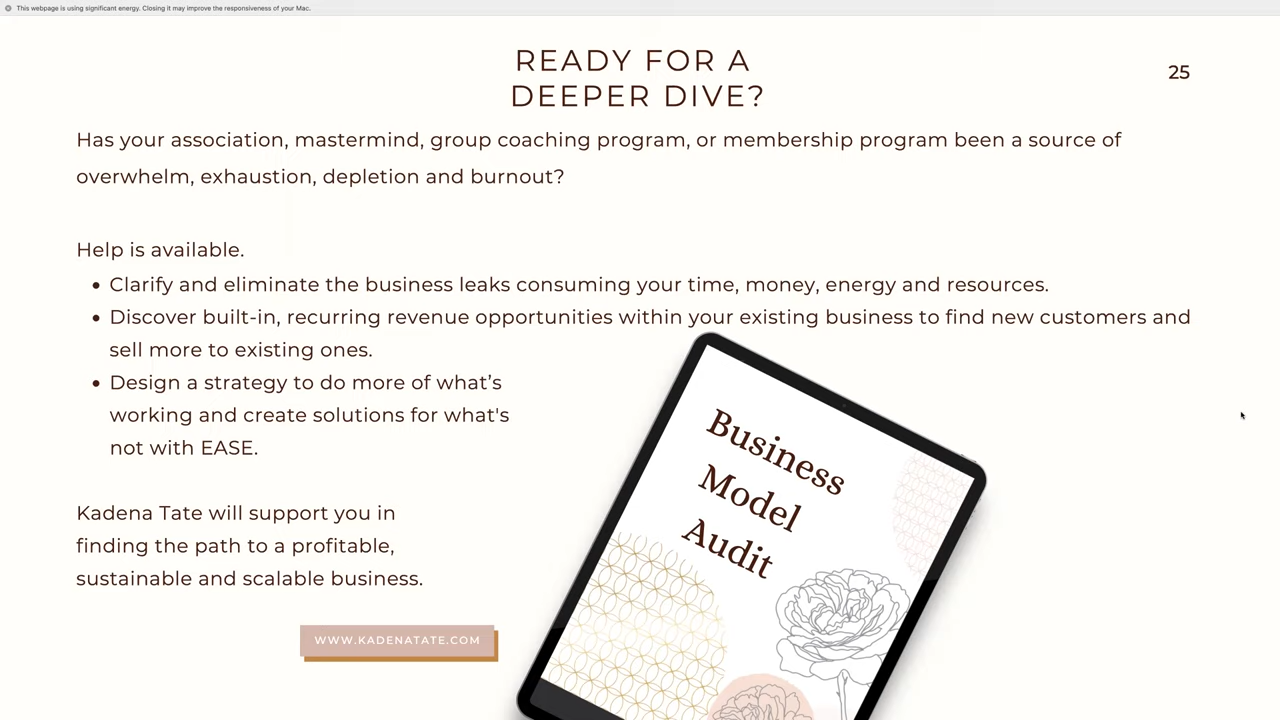 This webpage is using significant energy. Closing it may improve the responsiveness of your Mac.
READY FOR A
DEEPER DIVE?
25
Has your association, mastermind, group coaching program, or membership program been a source of
overwhelm, exhaustion, depletion and burnout?
Help is available.
• Clarify and eliminate the business leaks consuming your time, money, energy and resources.
• Discover built-in, recurring revenue opportunities within your existing business to find new customers and
sell more to existing ones.
• Design a strategy to do more of what’s
working and create solutions for what's
not with EASE.
Kadena Tate will support you in
finding the path to a profitable,
sustainable and scalable business.
WWW.KADENATATE.COM
Business
Model
Audit